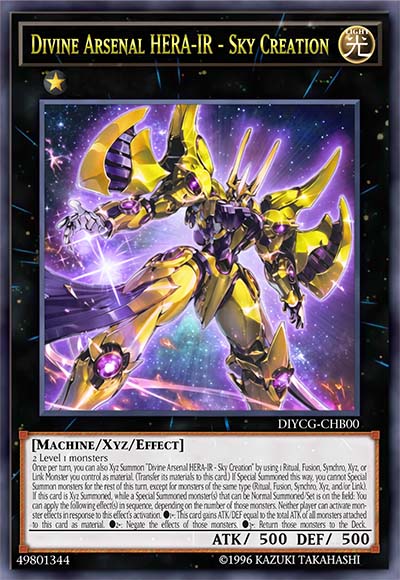 DIVINE ARSENAL HERA-IR - SKY CREATION
LIGHT
光
DIYCG-CHB00
[MACHINE/XYZ/EFFECT]
2 Level 1 monsters
Once per turn, you can also Xyz Summon "Divine Arsenal HERA-IR - Sky Creation" by using 1 Ritual, Fusion, Synchro, Xyz, or
Link Monster you control as material, (Transfer its materials to this card.) If Special Summoned this way, you cannot Special
Summon monsters for the rest of this turn, except for monsters of the same type (Ritual, Fusion, Synchro, Xyz, and/or Link).
If this card is Xyz Summoned, while a Special Summoned monster(s) that can be Normal Summoned/Set is on the field: You
can apply the following effect(s) in sequence, depending on the number of those monsters. Neither player can activate mon-
ster effects in response to this effect's activation. ●1+: This card gains ATK/DEF equal to the total ATK of all monsters attached
to this card as material. ●2+: Negate the effects of those monsters. ●3+: Return those monsters to the Deck.
ATK/ 500 DEF/ 500
49801344
©1996 KAZUKI TAKAHASHI